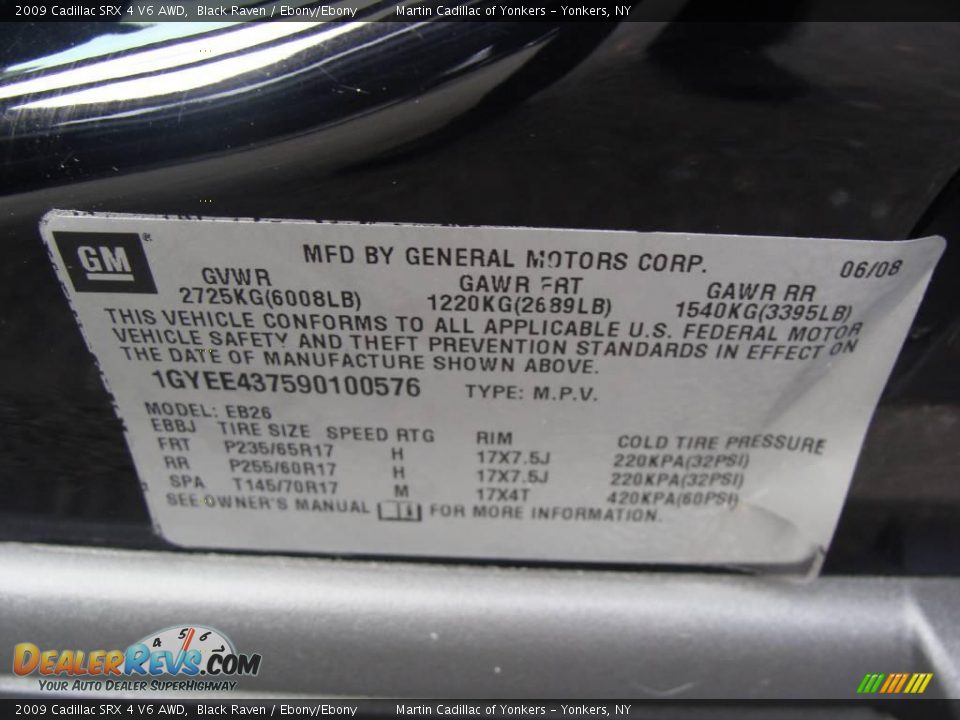 2009 Cadillac SRX 4 V6 AWD, Black Raven / Ebony/Ebony Martin Cadillac of Yonkers - Yonkers, NY
GM®
MFD BY GENERAL MOTORS CORP. 06/08
GVWR GAWR FRT GAWR RR
2725KG(6008LB) 1220KG(2689LB) 1540KG(3395LB)
THIS VEHICLE CONFORMS TO ALL APPLICABLE U.S. FEDERAL MOTOR
VEHICLE SAFETY AND THEFT PREVENTION STANDARDS IN EFFECT ON
THE DATE OF MANUFACTURE SHOWN ABOVE.
1GYEE437590100576 TYPE: M.P.V.
MODEL: EB26
EBBJ TIRE SIZE SPEED RTG RIM COLD TIRE PRESSURE
FRT P235/65R17 H 17X7.5J 220KPA(32PSI)
RR P255/60R17 H 17X7.5J 220KPA(32PSI)
SPA T145/70R17 M 17X4T 420KPA(60PSI)
SEE OWNER'S MANUAL FOR MORE INFORMATION.
4 5 6
DEALERREVS.COM
YOUR AUTO DEALER SUPERHIGHWAY
2009 Cadillac SRX 4 V6 AWD, Black Raven / Ebony/Ebony Martin Cadillac of Yonkers - Yonkers, NY